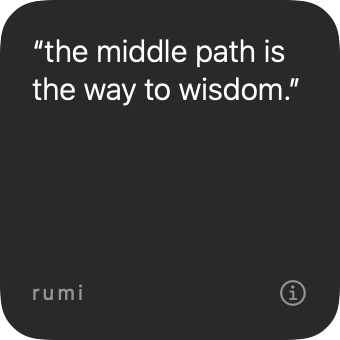 “the middle path is
the way to wisdom.”
rumi